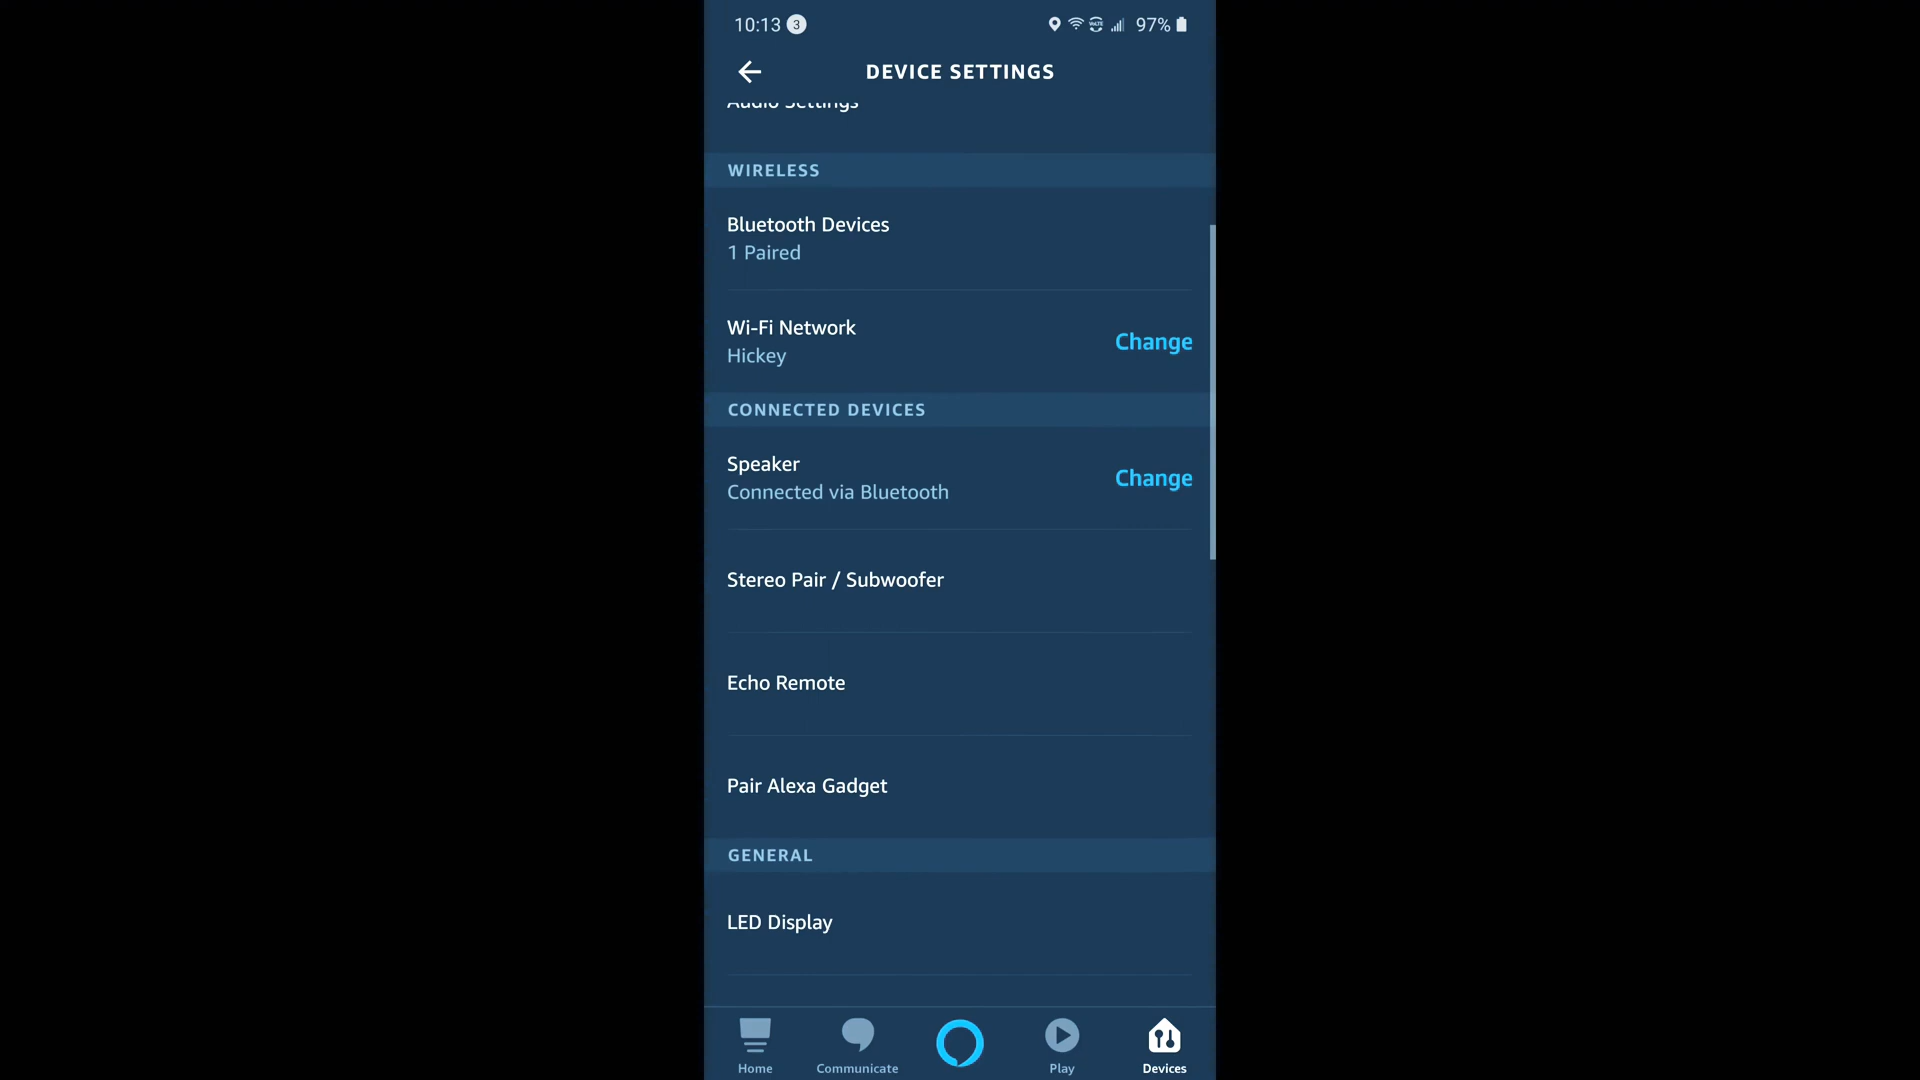 10:13 3
97%
DEVICE SETTINGS
Audio Settings
WIRELESS
Bluetooth Devices
1 Paired
Wi-Fi Network
Hickey
Change
CONNECTED DEVICES
Speaker
Connected via Bluetooth
Change
Stereo Pair / Subwoofer
Echo Remote
Pair Alexa Gadget
GENERAL
LED Display
Home
Communicate
Play
Devices